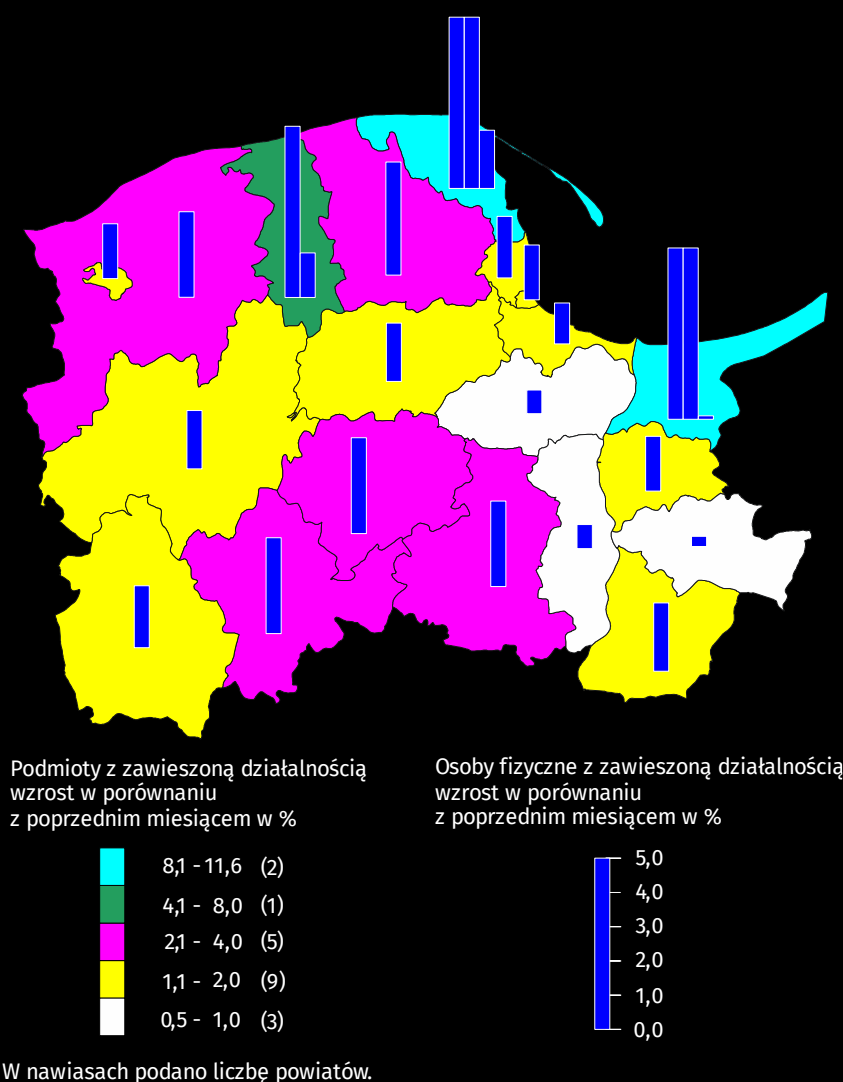 Podmioty z zawieszoną działalnością
wzrost w porównaniu
z poprzednim miesiącem w %
8,1 - 11,6 (2)
4,1 - 8,0 (1)
2,1 - 4,0 (5)
1,1 - 2,0 (9)
0,5 - 1,0 (3)
Osoby fizyczne z zawieszoną działalnością
wzrost w porównaniu
z poprzednim miesiącem w %
5,0
4,0
3,0
2,0
1,0
0,0
W nawiasach podano liczbę powiatów.